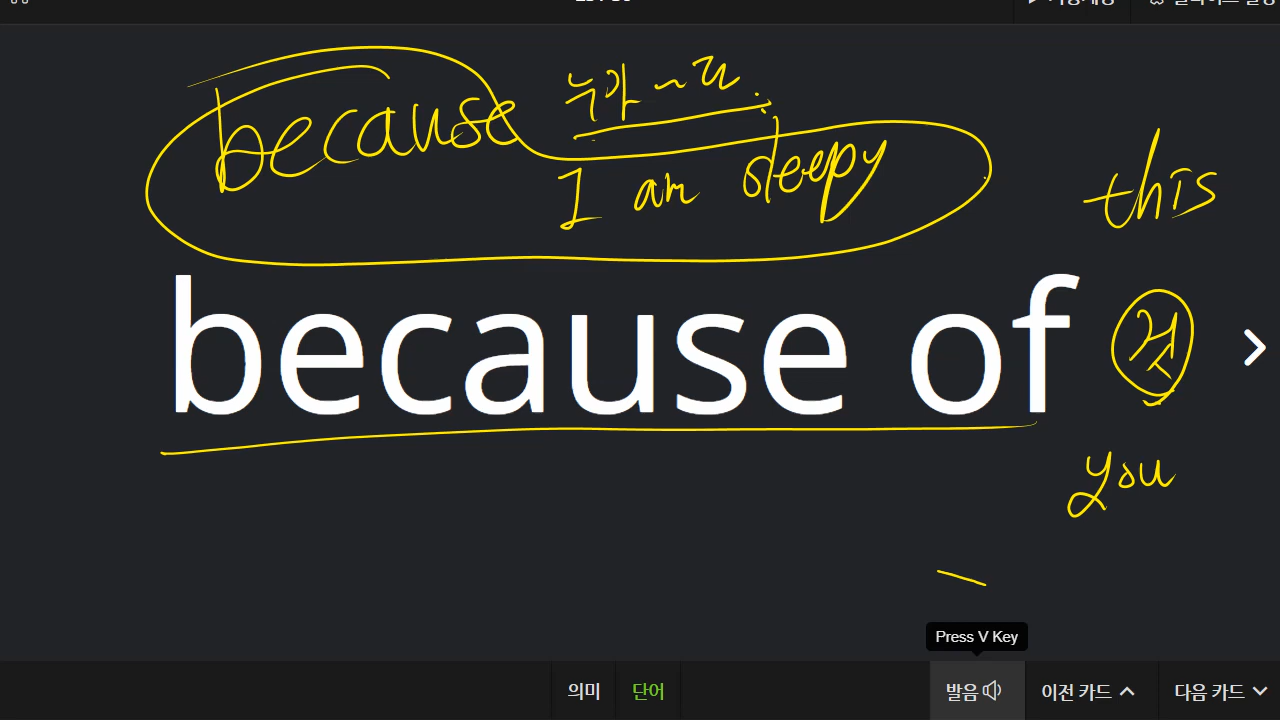 because 누가 ~ 다.
I am sleepy
this
because of 것
you
Press V Key
의미 단어 발음 이전 카드 다음 카드